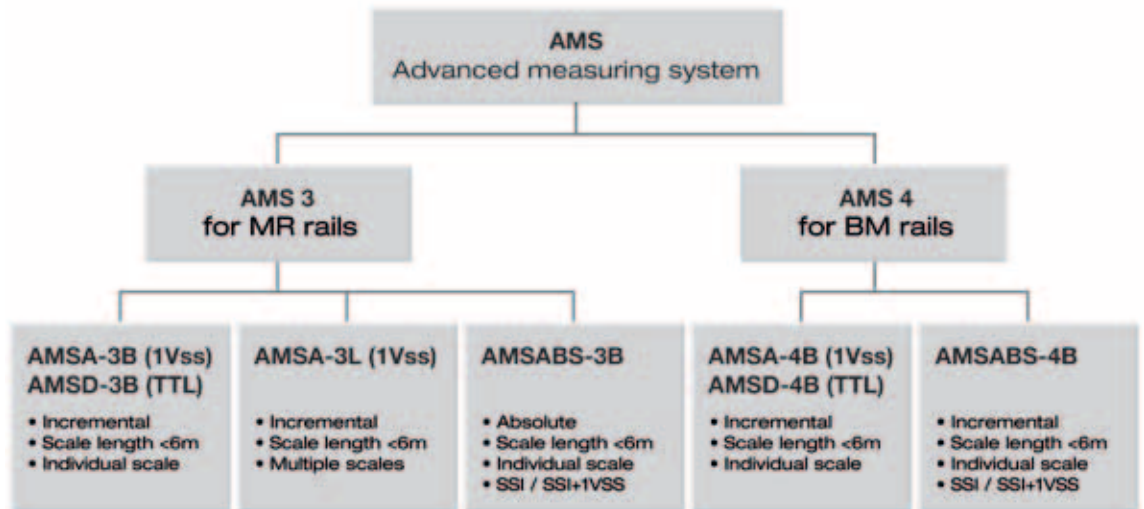 AMS
Advanced measuring system
AMS 3
for MR rails
AMS 4
for BM rails
AMSA-3B (1Vss)
AMSD-3B (TTL)
• Incremental
• Scale length <6m
• Individual scale
AMSA-3L (1Vss)
• Incremental
• Scale length <6m
• Multiple scales
AMSABS-3B
• Absolute
• Scale length <6m
• Individual scale
• SSI / SSI+1VSS
AMSA-4B (1Vss)
AMSD-4B (TTL)
• Incremental
• Scale length <6m
• Individual scale
AMSABS-4B
• Incremental
• Scale length <6m
• Individual scale
• SSI / SSI+1VSS